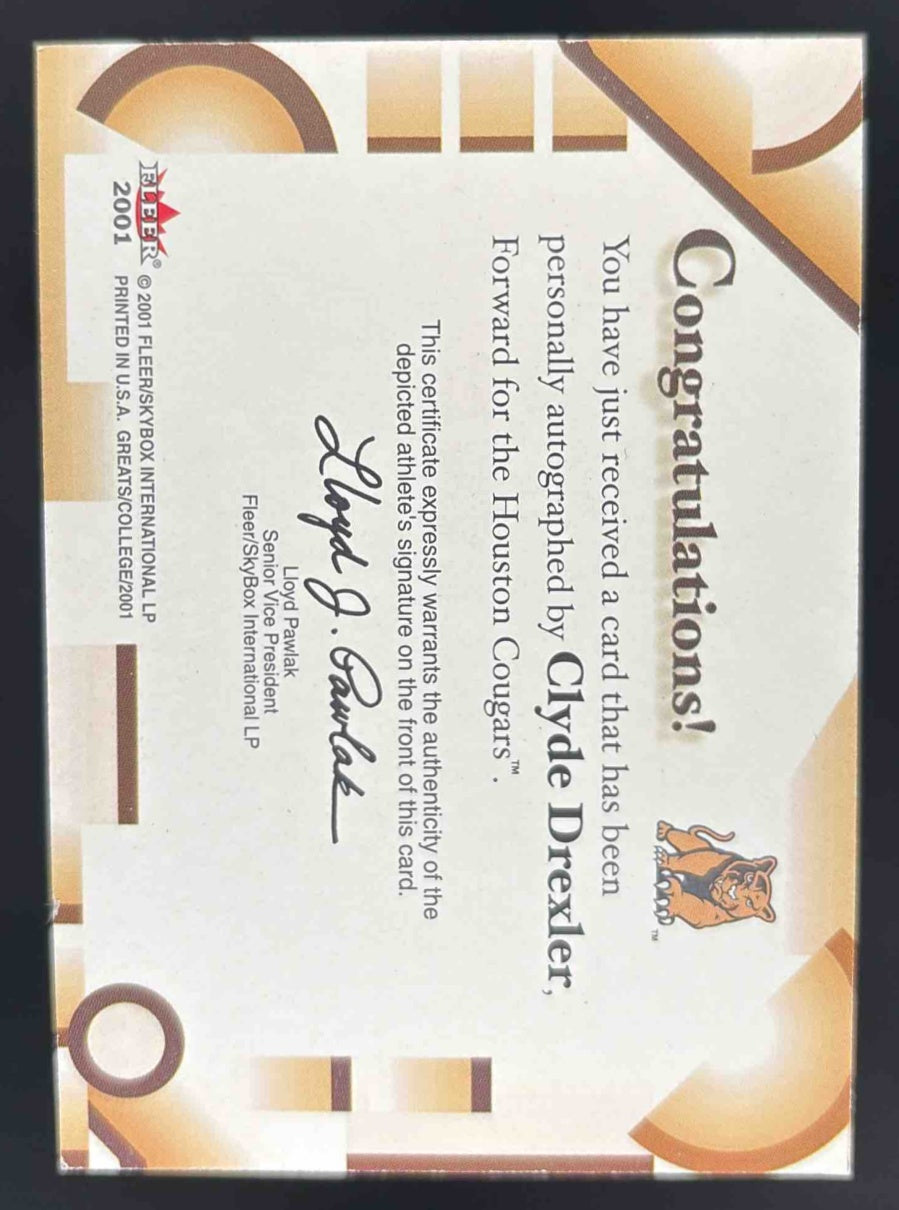 Congratulations!
TM
You have just received a card that has been
personally autographed by Clyde Drexler,
Forward for the Houston Cougars™.
This certificate expressly warrants the authenticity of the
depicted athlete's signature on the front of this card.
Lloyd J. Pawlak
Lloyd Pawlak
Senior Vice President
Fleer/SkyBox International LP
FLEER® © 2001 FLEER/SKYBOX INTERNATIONAL LP
2001 PRINTED IN U.S.A. GREATS/COLLEGE/2001